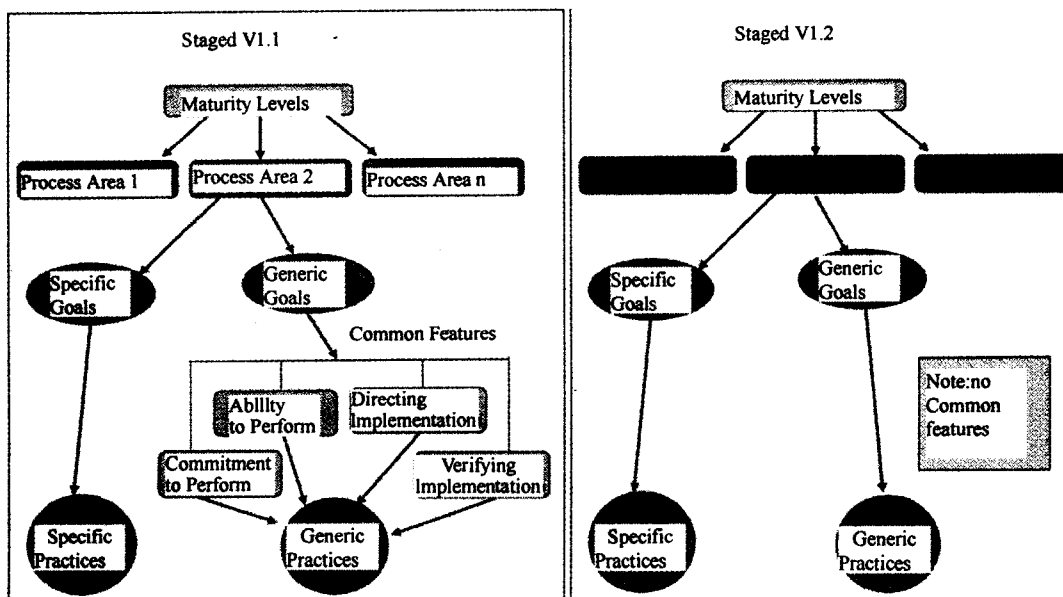 Staged V1.1
Maturity Levels
Process Area 1
Process Area 2
Process Area n
Specific
Goals
Generic
Goals
Common Features
Ability
to Perform
Directing
Implementation
Commitment
to Perform
Verifying
Implementation
Specific
Practices
Generic
Practices
Staged V1.2
Maturity Levels
Specific
Goals
Generic
Goals
Note:no
Common
features
Specific
Practices
Generic
Practices